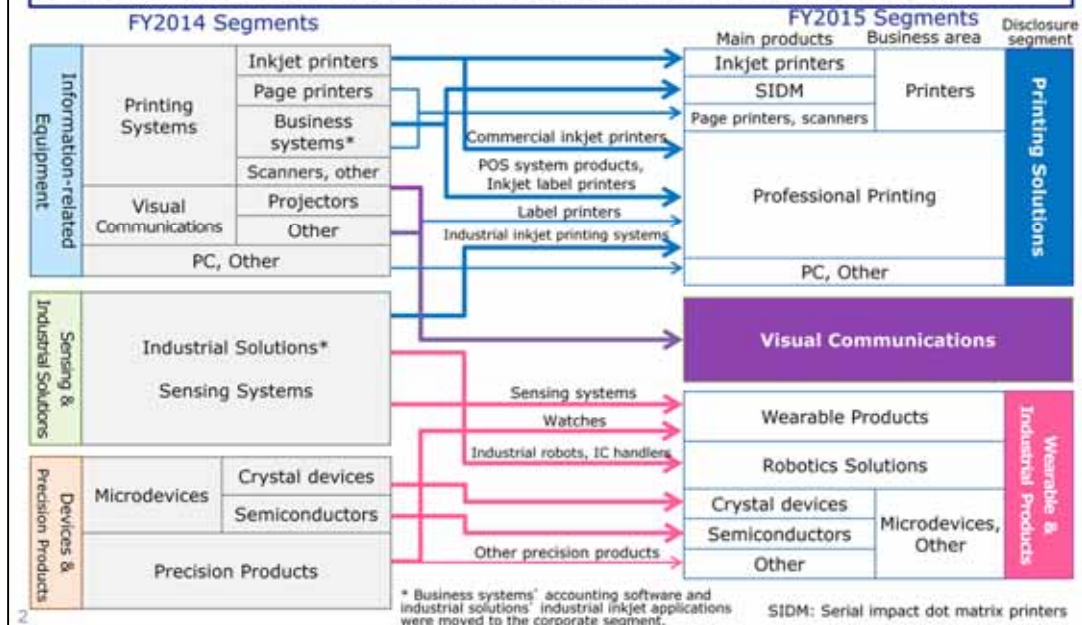 FY2014 Segments
Information-related
Equipment
Printing
Systems
Inkjet printers
Page printers
Business
systems*
Scanners, other
Visual
Communications
Projectors
Other
PC, Other
Sensing &
Industrial Solutions
Industrial Solutions*
Sensing Systems
Devices &
Precision Products
Microdevices
Crystal devices
Semiconductors
Precision Products
Commercial inkjet printers
POS system products,
Inkjet label printers
Label printers
Industrial inkjet printing systems
Sensing systems
Watches
Industrial robots, IC handlers
Other precision products
FY2015 Segments
Main products
Business area
Disclosure
segment
Inkjet printers
SIDM
Page printers, scanners
Printers
Professional Printing
PC, Other
Printing Solutions
Visual Communications
Wearable Products
Robotics Solutions
Crystal devices
Semiconductors
Other
Microdevices,
Other
Wearable &
Industrial Products
* Business systems' accounting software and
industrial solutions' industrial inkjet applications
were moved to the corporate segment.
SIDM: Serial impact dot matrix printers
2